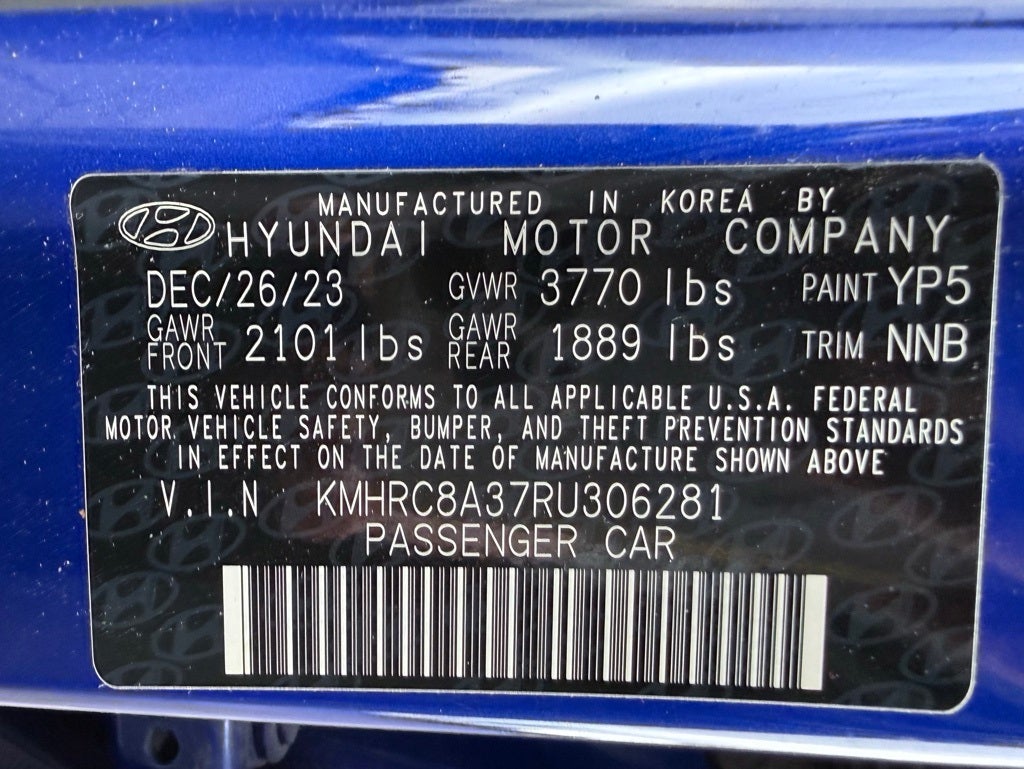 MANUFACTURED IN KOREA BY
HYUNDAI MOTOR COMPANY
DEC/26/23 GVWR 3770 lbs PAINT YP5
GAWR FRONT 2101 lbs GAWR REAR 1889 lbs TRIM NNB
THIS VEHICLE CONFORMS TO ALL APPLICABLE U.S.A. FEDERAL
MOTOR VEHICLE SAFETY, BUMPER, AND THEFT PREVENTION STANDARDS
IN EFFECT ON THE DATE OF MANUFACTURE SHOWN ABOVE
V.I.N KMHRC8A37RU306281
PASSENGER CAR